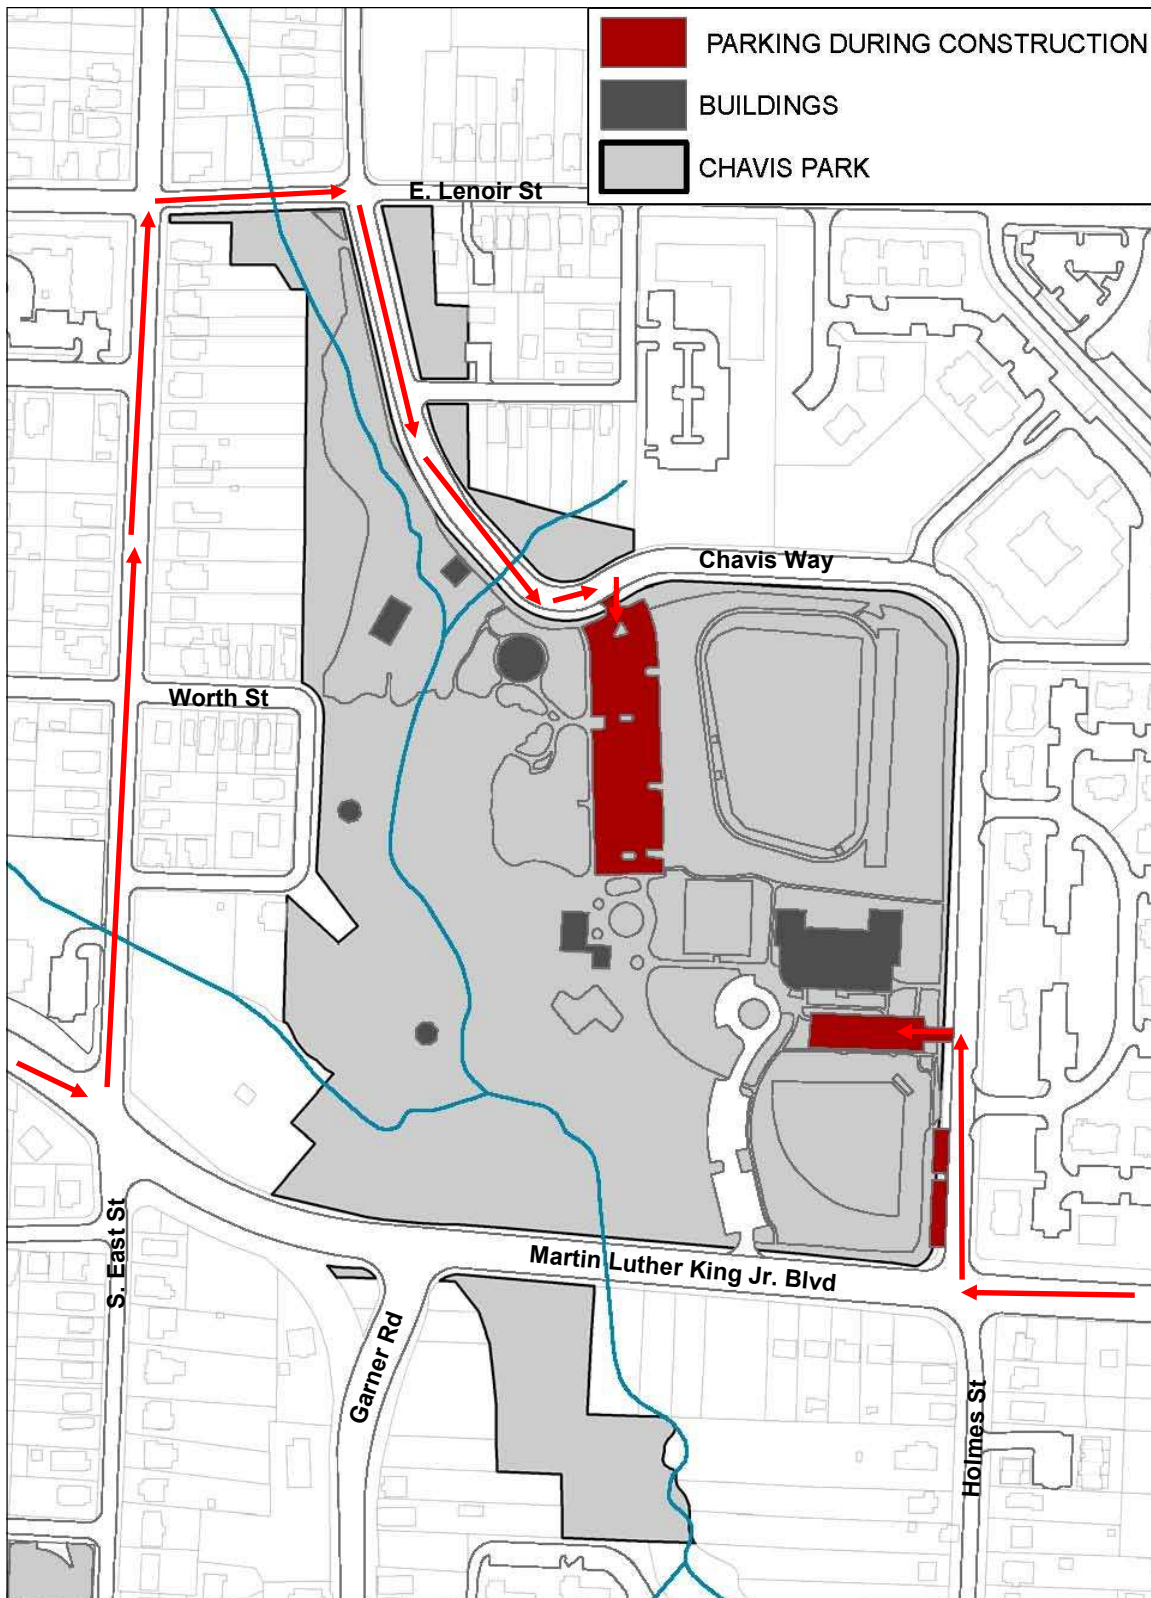 PARKING DURING CONSTRUCTION
BUILDINGS
CHAVIS PARK
E. Lenoir St
Chavis Way
Worth St
S. East St
Martin Luther King Jr. Blvd
Garner Rd
Holmes St